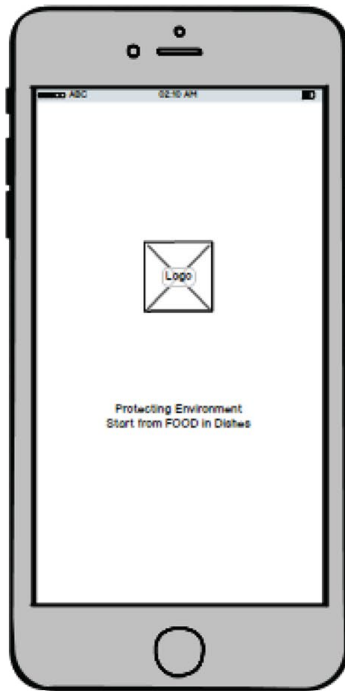 ABC 02:10 AM
Logo
Protecting Environment
Start from FOOD in Dishes